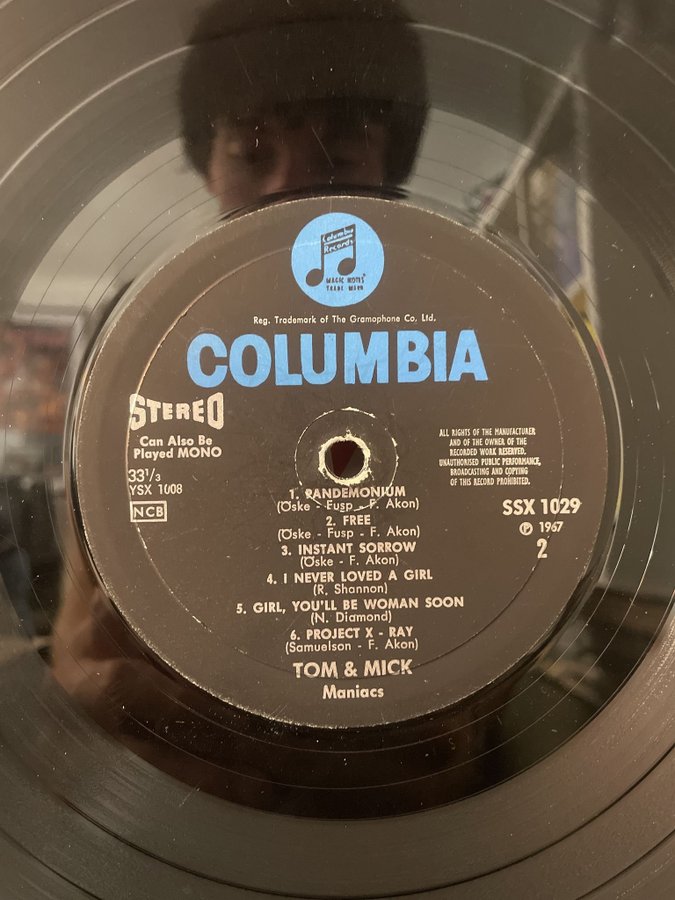 Columbia
Records
MAGIC NOTES
TRADE MARK
Reg. Trademark of The Gramophone Co. Ltd.
COLUMBIA
STEREO
Can Also Be
Played MONO
33 1/3
YSX 1008
NCB
ALL RIGHTS OF THE MANUFACTURER
AND OF THE OWNER OF THE
RECORDED WORK RESERVED.
UNAUTHORISED PUBLIC PERFORMANCE,
BROADCASTING AND COPYING
OF THIS RECORD PROHIBITED.
SSX 1029
℗ 1967
2
1. PANDEMONIUM
(Öske - Fusp - F. Akon)
2. FREE
(Öske - Fusp - F. Akon)
3. INSTANT SORROW
(Öske - F. Akon)
4. I NEVER LOVED A GIRL
(R. Shannon)
5. GIRL, YOU'LL BE WOMAN SOON
(N. Diamond)
6. PROJECT X - RAY
(Samuelson - F. Akon)
TOM & MICK
Maniacs